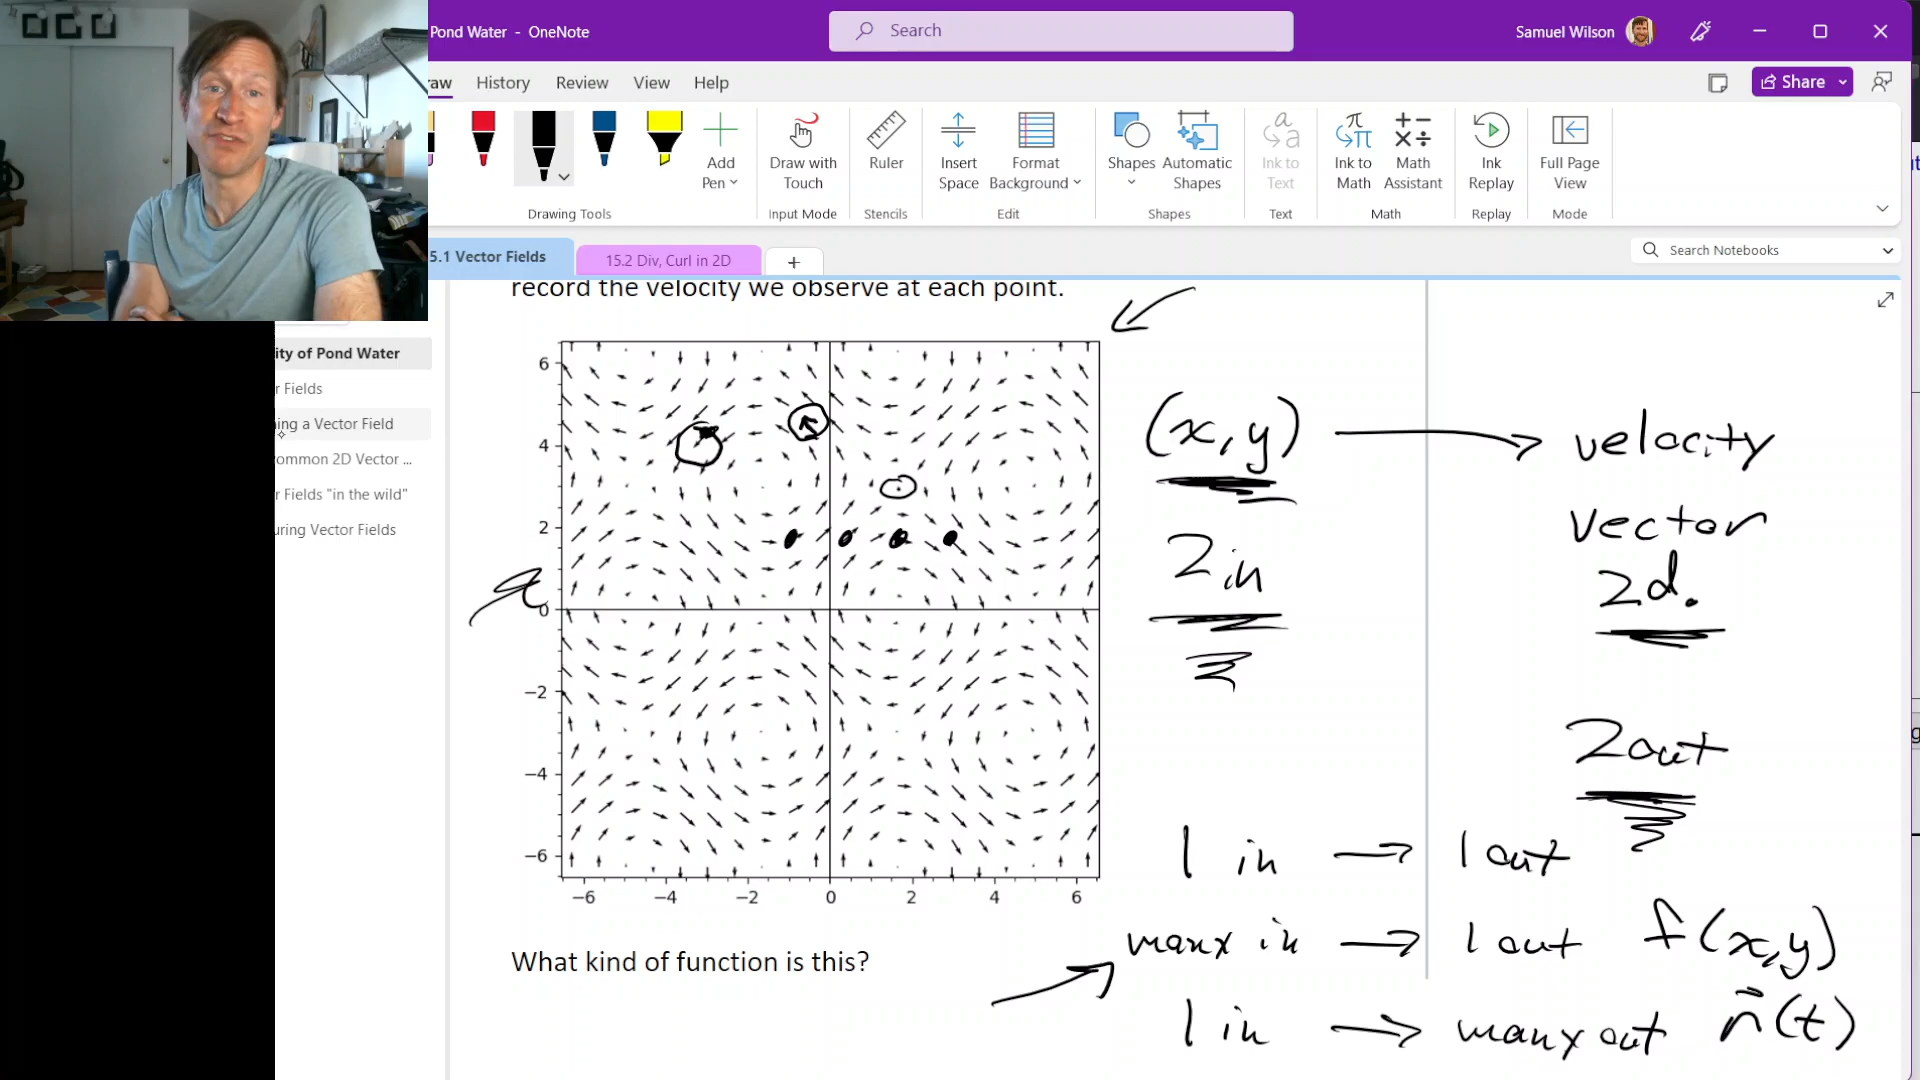 Pond Water - OneNote
Search
Samuel Wilson
History
Review
View
Help
Share
Add
Pen
Draw with
Touch
Ruler
Insert
Space
Format
Background
Shapes
Automatic
Shapes
Ink to
Text
Ink to
Math
Math
Assistant
Ink
Replay
Full Page
View
Drawing Tools
Input Mode
Stencils
Edit
Shapes
Text
Math
Replay
Mode
5.1 Vector Fields
15.2 Div, Curl in 2D
Search Notebooks
record the velocity we observe at each point.
ity of Pond Water
r Fields
ing a Vector Field
ommon 2D Vector ...
r Fields "in the wild"
uring Vector Fields
6
4
2
0
−2
−4
−6
−6 −4 −2 0 2 4 6
(x,y) → velocity
vector
2 in
2d.
2 out
1 in → 1 out
many in → 1 out f(x,y)
What kind of function is this?
1 in → many out r⃗(t)